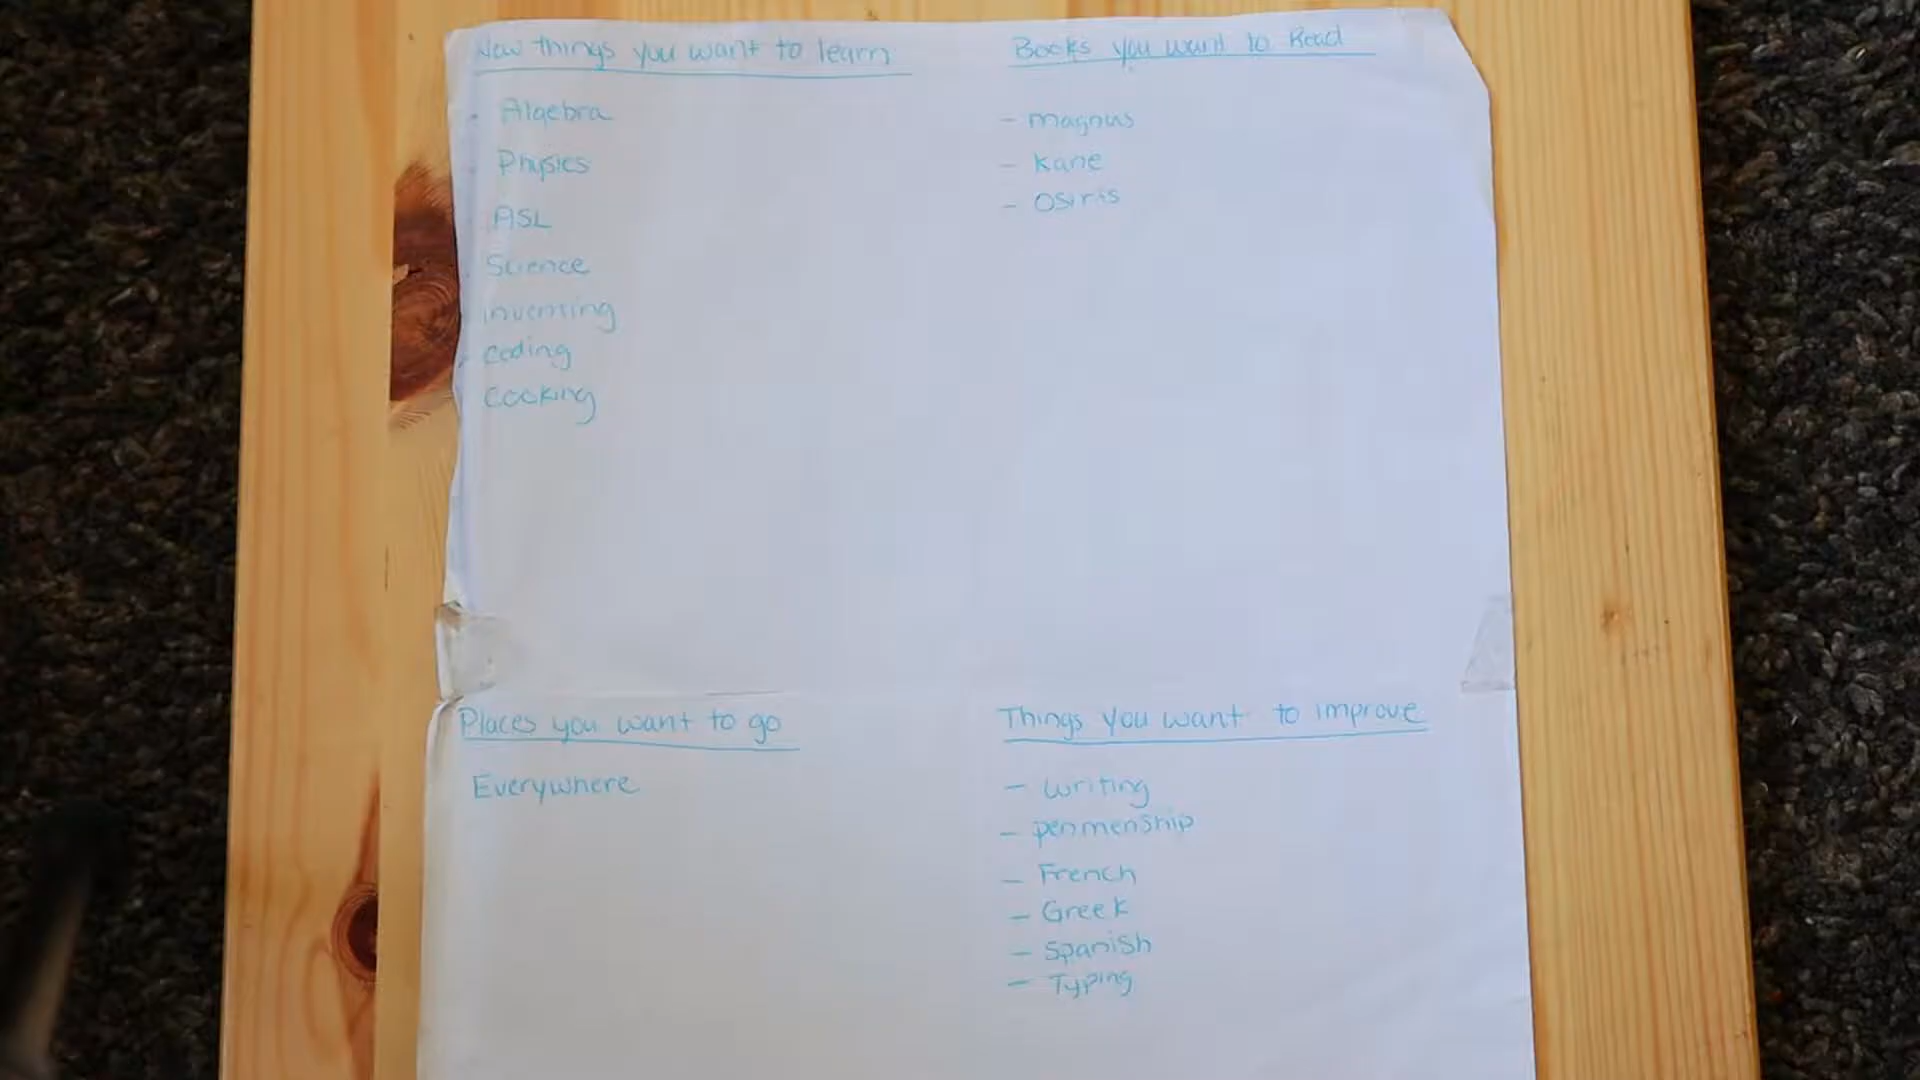 New things you want to learn
- Algebra
Physics
ASL
Science
inventing
- coding
cooking
Books you want to Read
- magnus
- Kane
- Osiris
Places you want to go
Everywhere
Things you want to improve
- writing
- penmenship
- French
- Greek
- Spanish
- Typing